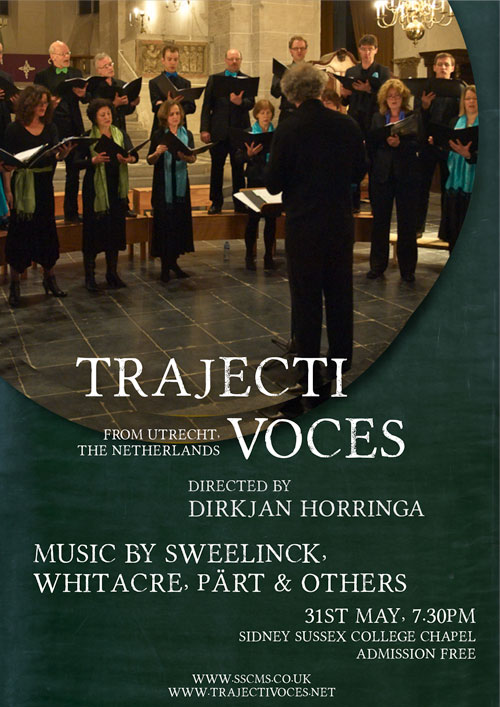 TRAJECTI
FROM UTRECHT,
THE NETHERLANDS
VOCES
DIRECTED BY
DIRKJAN HORRINGA
MUSIC BY SWEELINCK,
WHITACRE, PÄRT & OTHERS
31ST MAY, 7.30PM
SIDNEY SUSSEX COLLEGE CHAPEL
ADMISSION FREE
WWW.SSCMS.CO.UK
WWW.TRAJECTIVOCES.NET